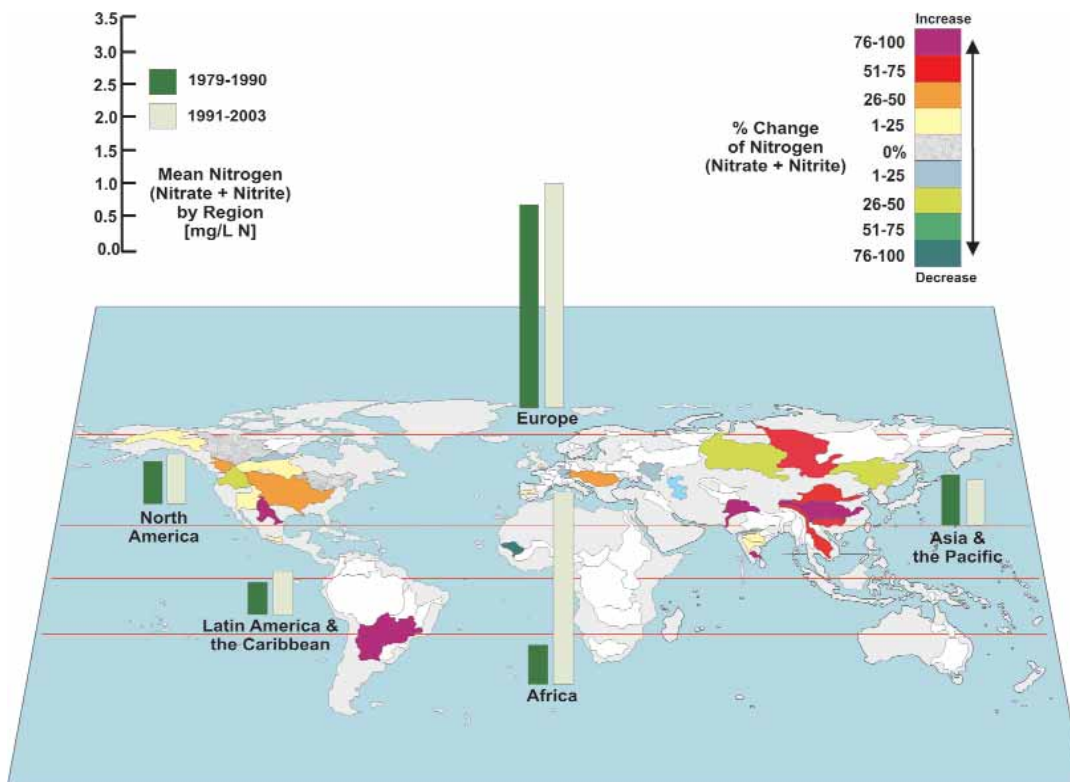 3.5
3.0
2.5
2.0
1.5
1.0
0.5
0.0
1979-1990
1991-2003
Mean Nitrogen
(Nitrate + Nitrite)
by Region
[mg/L N]
Increase
76-100
51-75
26-50
1-25
0%
1-25
26-50
51-75
76-100
Decrease
% Change
of Nitrogen
(Nitrate + Nitrite)
Europe
North
America
Asia &
the Pacific
Latin America &
the Caribbean
Africa